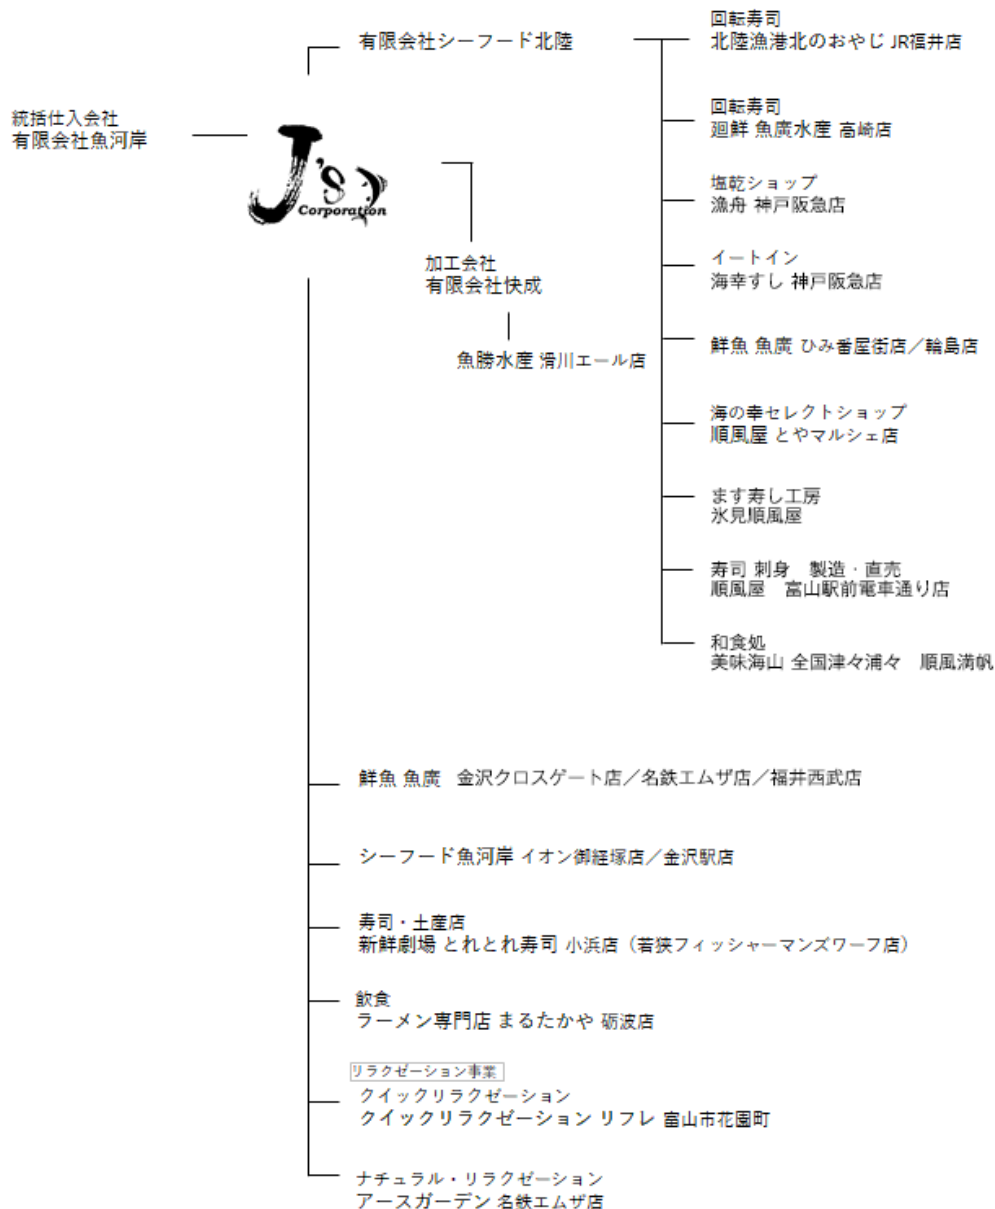 統括仕入会社
有限会社魚河岸
J's
Corporation
加工会社
有限会社快成
魚勝水産 滑川エール店
有限会社シーフード北陸
回転寿司
北陸漁港北のおやじ JR福井店
回転寿司
廻鮮 魚廣水産 高崎店
塩乾ショップ
漁舟 神戸阪急店
イートイン
海幸すし 神戸阪急店
鮮魚 魚廣 ひみ番屋街店／輪島店
海の幸セレクトショップ
順風屋 とやマルシェ店
ます寿し工房
氷見順風屋
寿司 刺身　製造・直売
順風屋　富山駅前電車通り店
和食処
美味海山 全国津々浦々　順風満帆
鮮魚 魚廣　金沢クロスゲート店／名鉄エムザ店／福井西武店
シーフード魚河岸 イオン御経塚店／金沢駅店
寿司・土産店
新鮮劇場 とれとれ寿司 小浜店（若狭フィッシャーマンズワーフ店）
飲食
ラーメン専門店 まるたかや 砺波店
リラクゼーション事業
クイックリラクゼーション
クイックリラクゼーション リフレ 富山市花園町
ナチュラル・リラクゼーション
アースガーデン 名鉄エムザ店